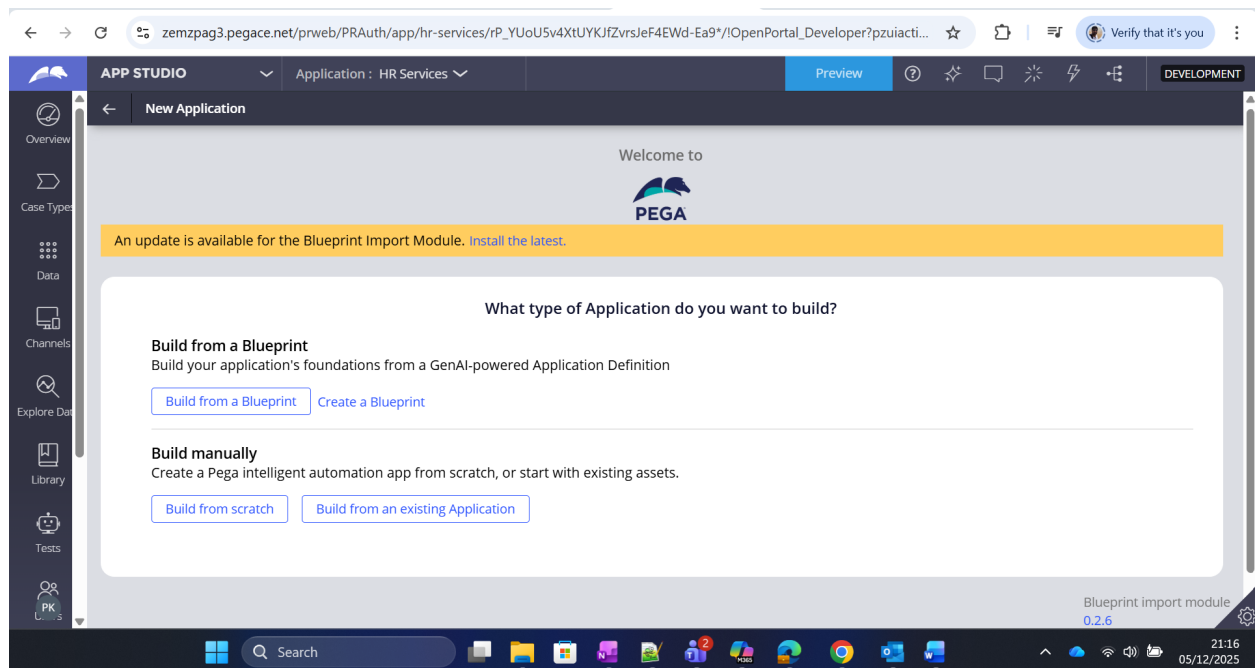 zemzpag3.pegace.net/prweb/PRAuth/app/hr-services/rP_YUoU5v4XtUYKJfZvrsJeF4EWd-Ea9*/!OpenPortal_Developer?pzuiacti...
Verify that it's you
APP STUDIO
Application : HR Services
Preview
DEVELOPMENT
New Application
Overview
Case Types
Data
Channels
Explore Dat
Library
Tests
PK
Welcome to
PEGA
An update is available for the Blueprint Import Module. Install the latest.
What type of Application do you want to build?
Build from a Blueprint
Build your application's foundations from a GenAI-powered Application Definition
Build from a Blueprint
Create a Blueprint
Build manually
Create a Pega intelligent automation app from scratch, or start with existing assets.
Build from scratch
Build from an existing Application
Blueprint import module
0.2.6
Search
2
M365
21:16
05/12/2025